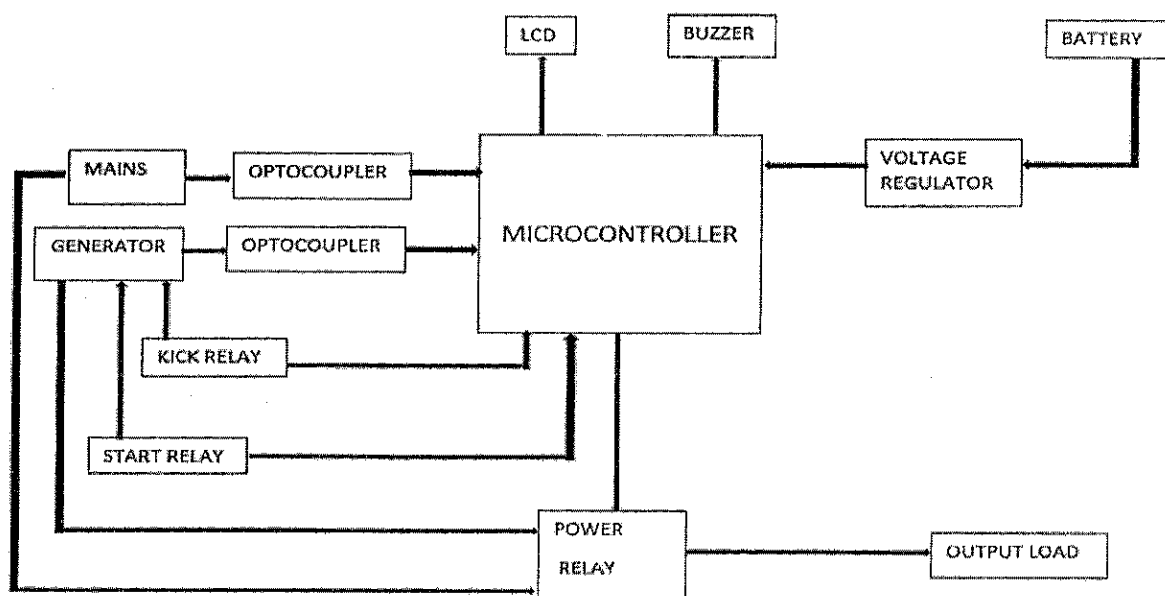 LCD
BUZZER
BATTERY
MAINS
OPTOCOUPLER
VOLTAGE
REGULATOR
MICROCONTROLLER
GENERATOR
OPTOCOUPLER
KICK RELAY
START RELAY
POWER
RELAY
OUTPUT LOAD